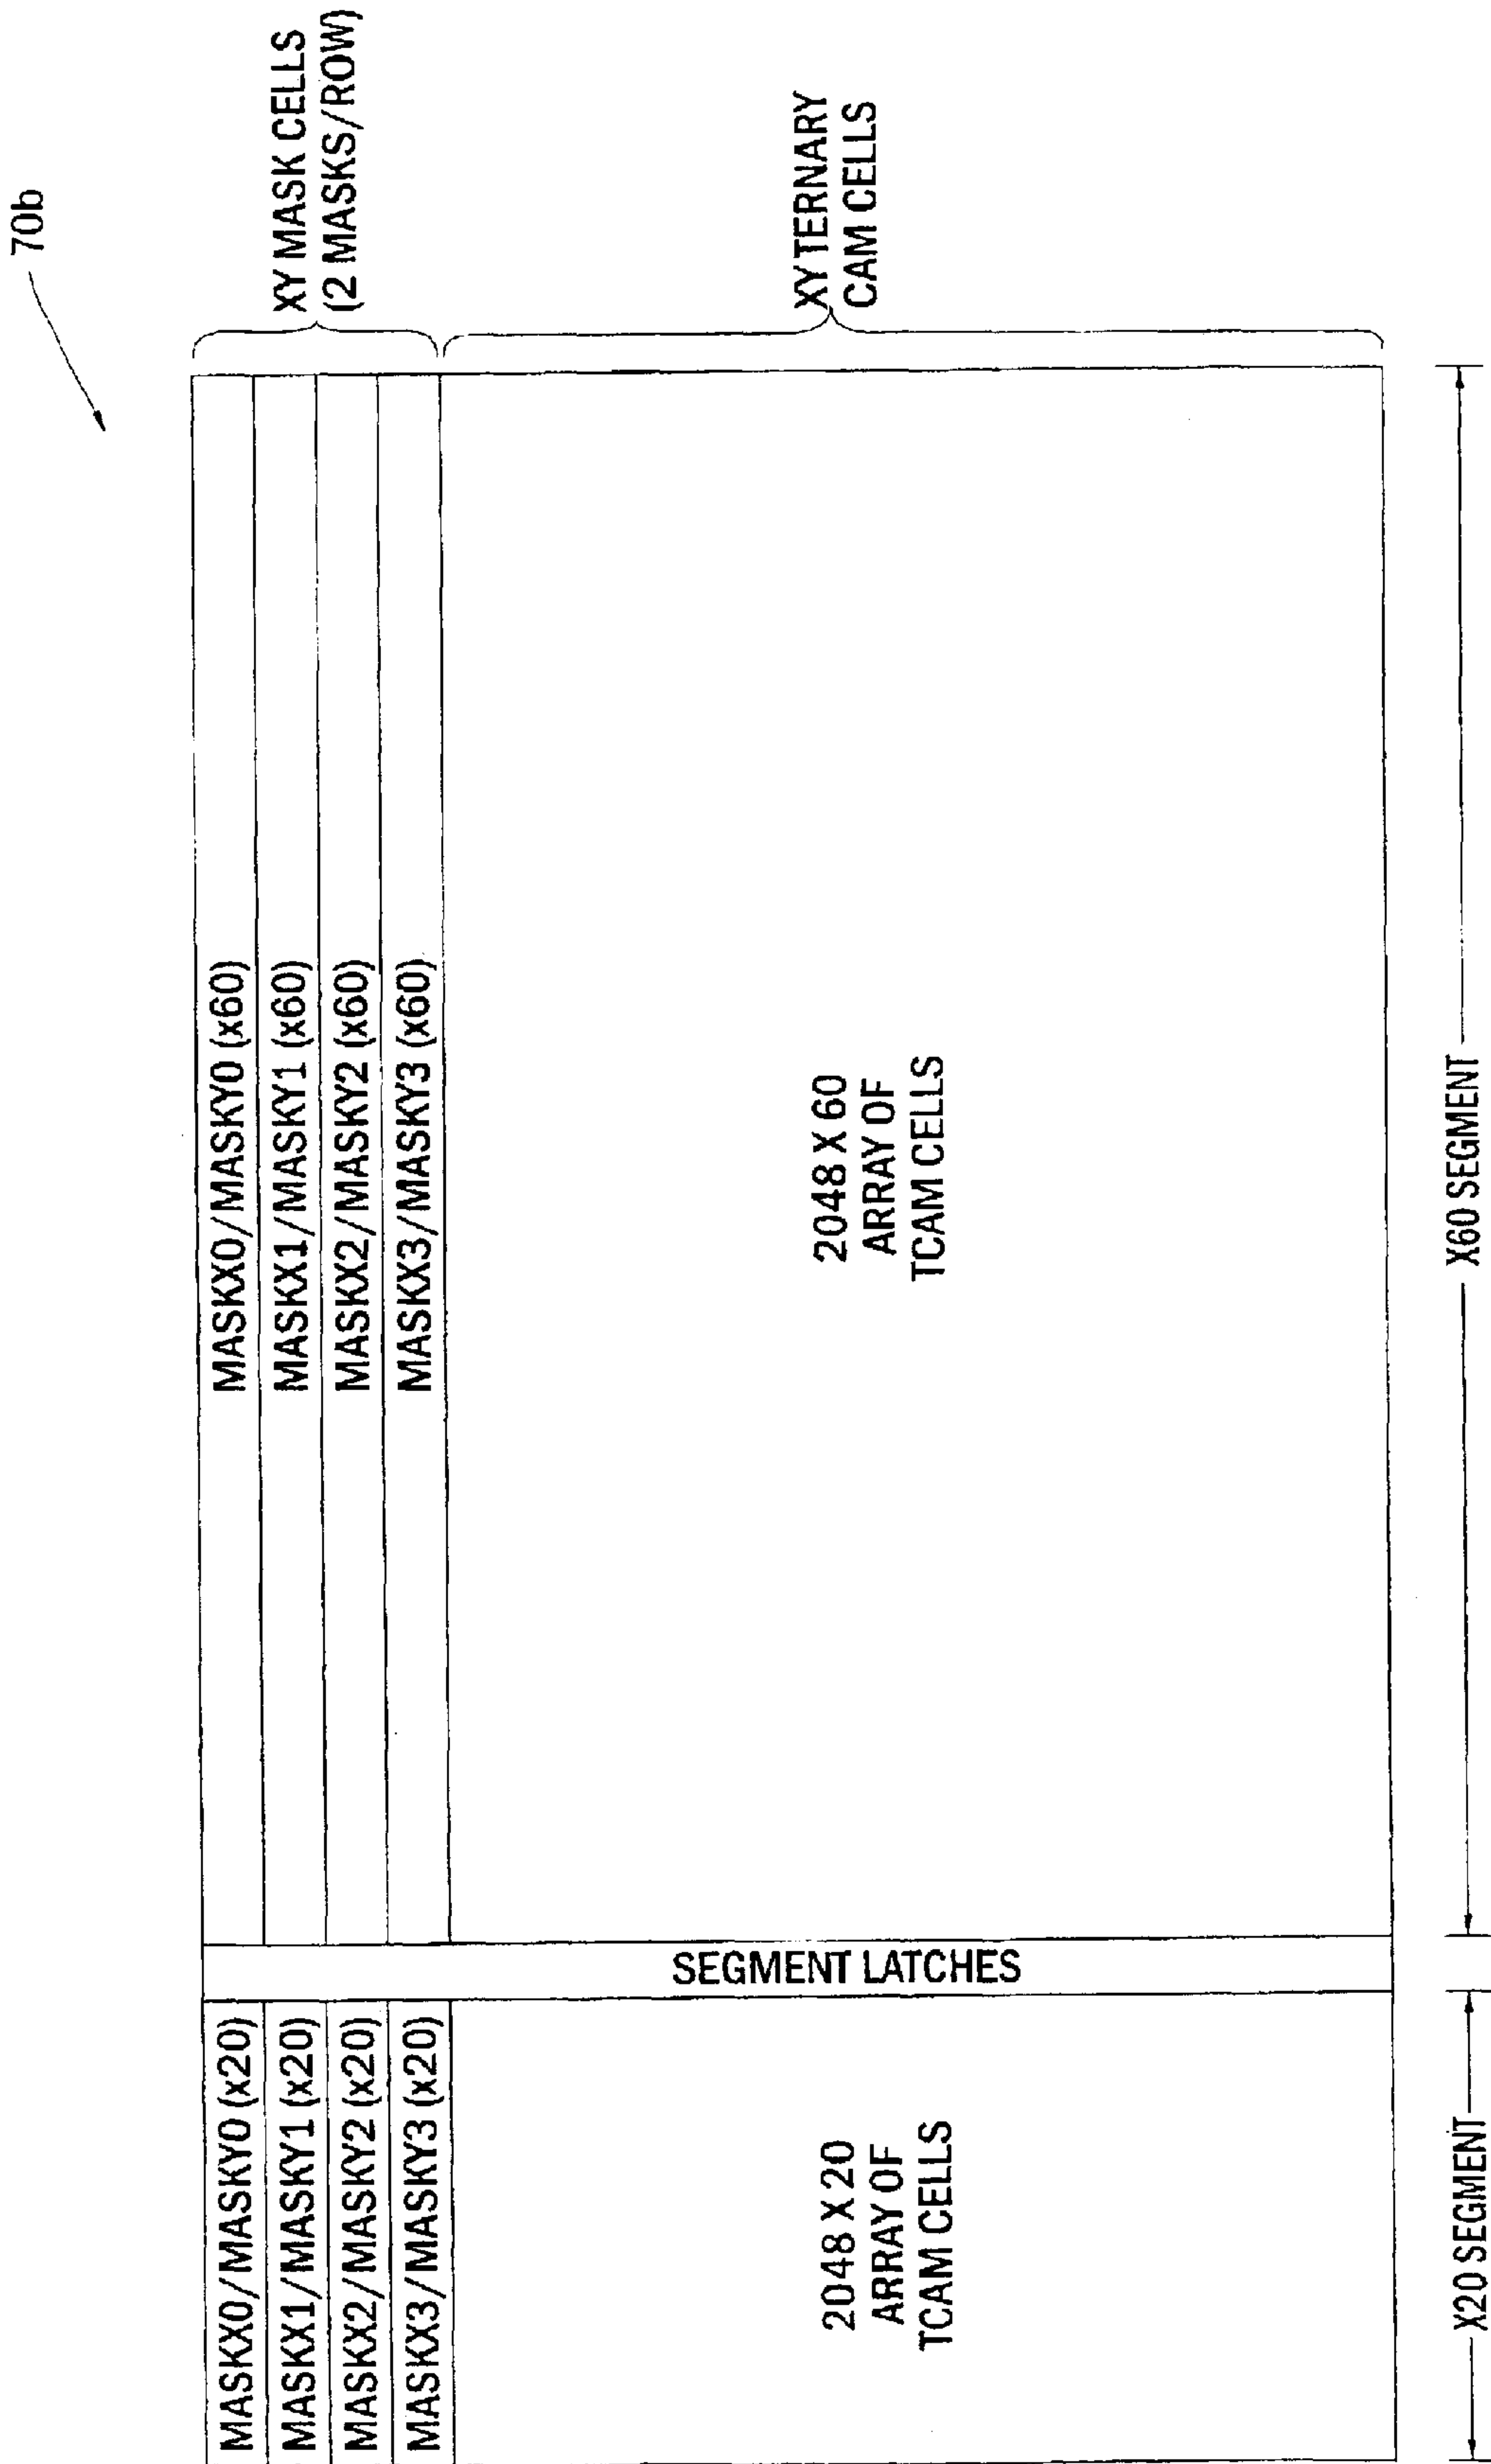 70b
XY MASK CELLS
(2 MASKS/ROW)
MASKX0/MASKY0 (x20)
MASKX0/MASKY0 (x60)
MASKX1/MASKY1 (x20)
MASKX1/MASKY1 (x60)
MASKX2/MASKY2 (x20)
MASKX2/MASKY2 (x60)
MASKX3/MASKY3 (x20)
MASKX3/MASKY3 (x60)
SEGMENT LATCHES
2048 X 20
ARRAY OF
TCAM CELLS
2048 X 60
ARRAY OF
TCAM CELLS
XY TERNARY
CAM CELLS
X20 SEGMENT
X60 SEGMENT